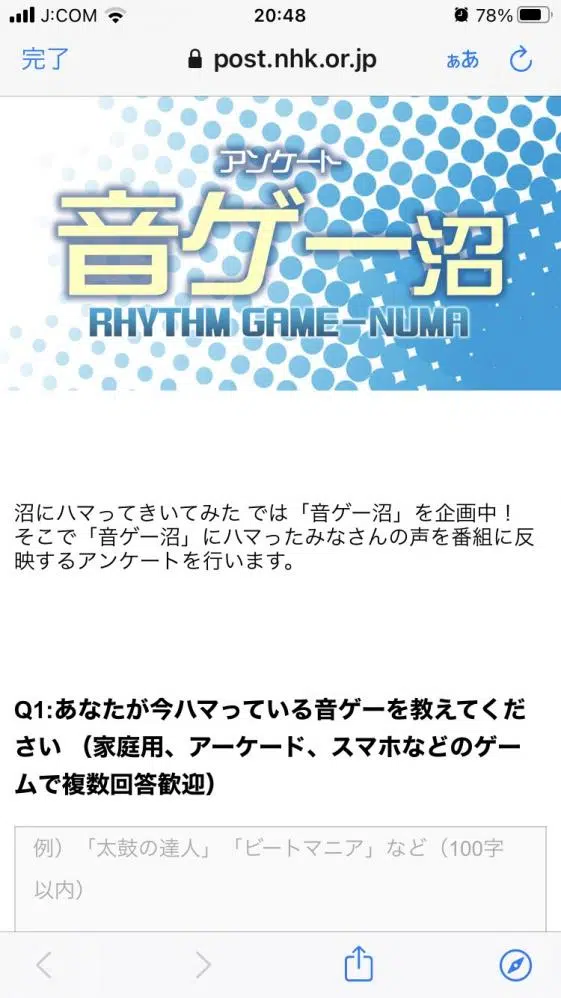 J:COM
20:48
78%
完了
post.nhk.or.jp
ぁあ
アンケート
音ゲー沼
RHYTHM GAME-NUMA
沼にハマってきいてみた では「音ゲー沼」を企画中！
そこで「音ゲー沼」にハマったみなさんの声を番組に反
映するアンケートを行います。
Q1:あなたが今ハマっている音ゲーを教えてくだ
さい （家庭用、アーケード、スマホなどのゲー
ムで複数回答歓迎）
例）「太鼓の達人」「ビートマニア」など（100字
以内）